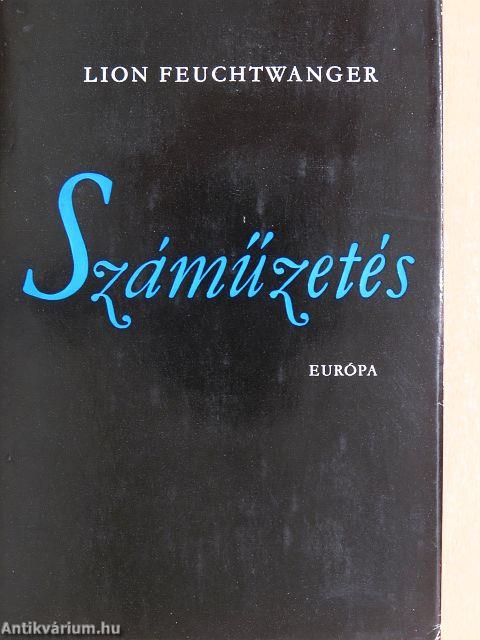 LION FEUCHTWANGER
Száműzetés
EURÓPA
Antikvárium.hu